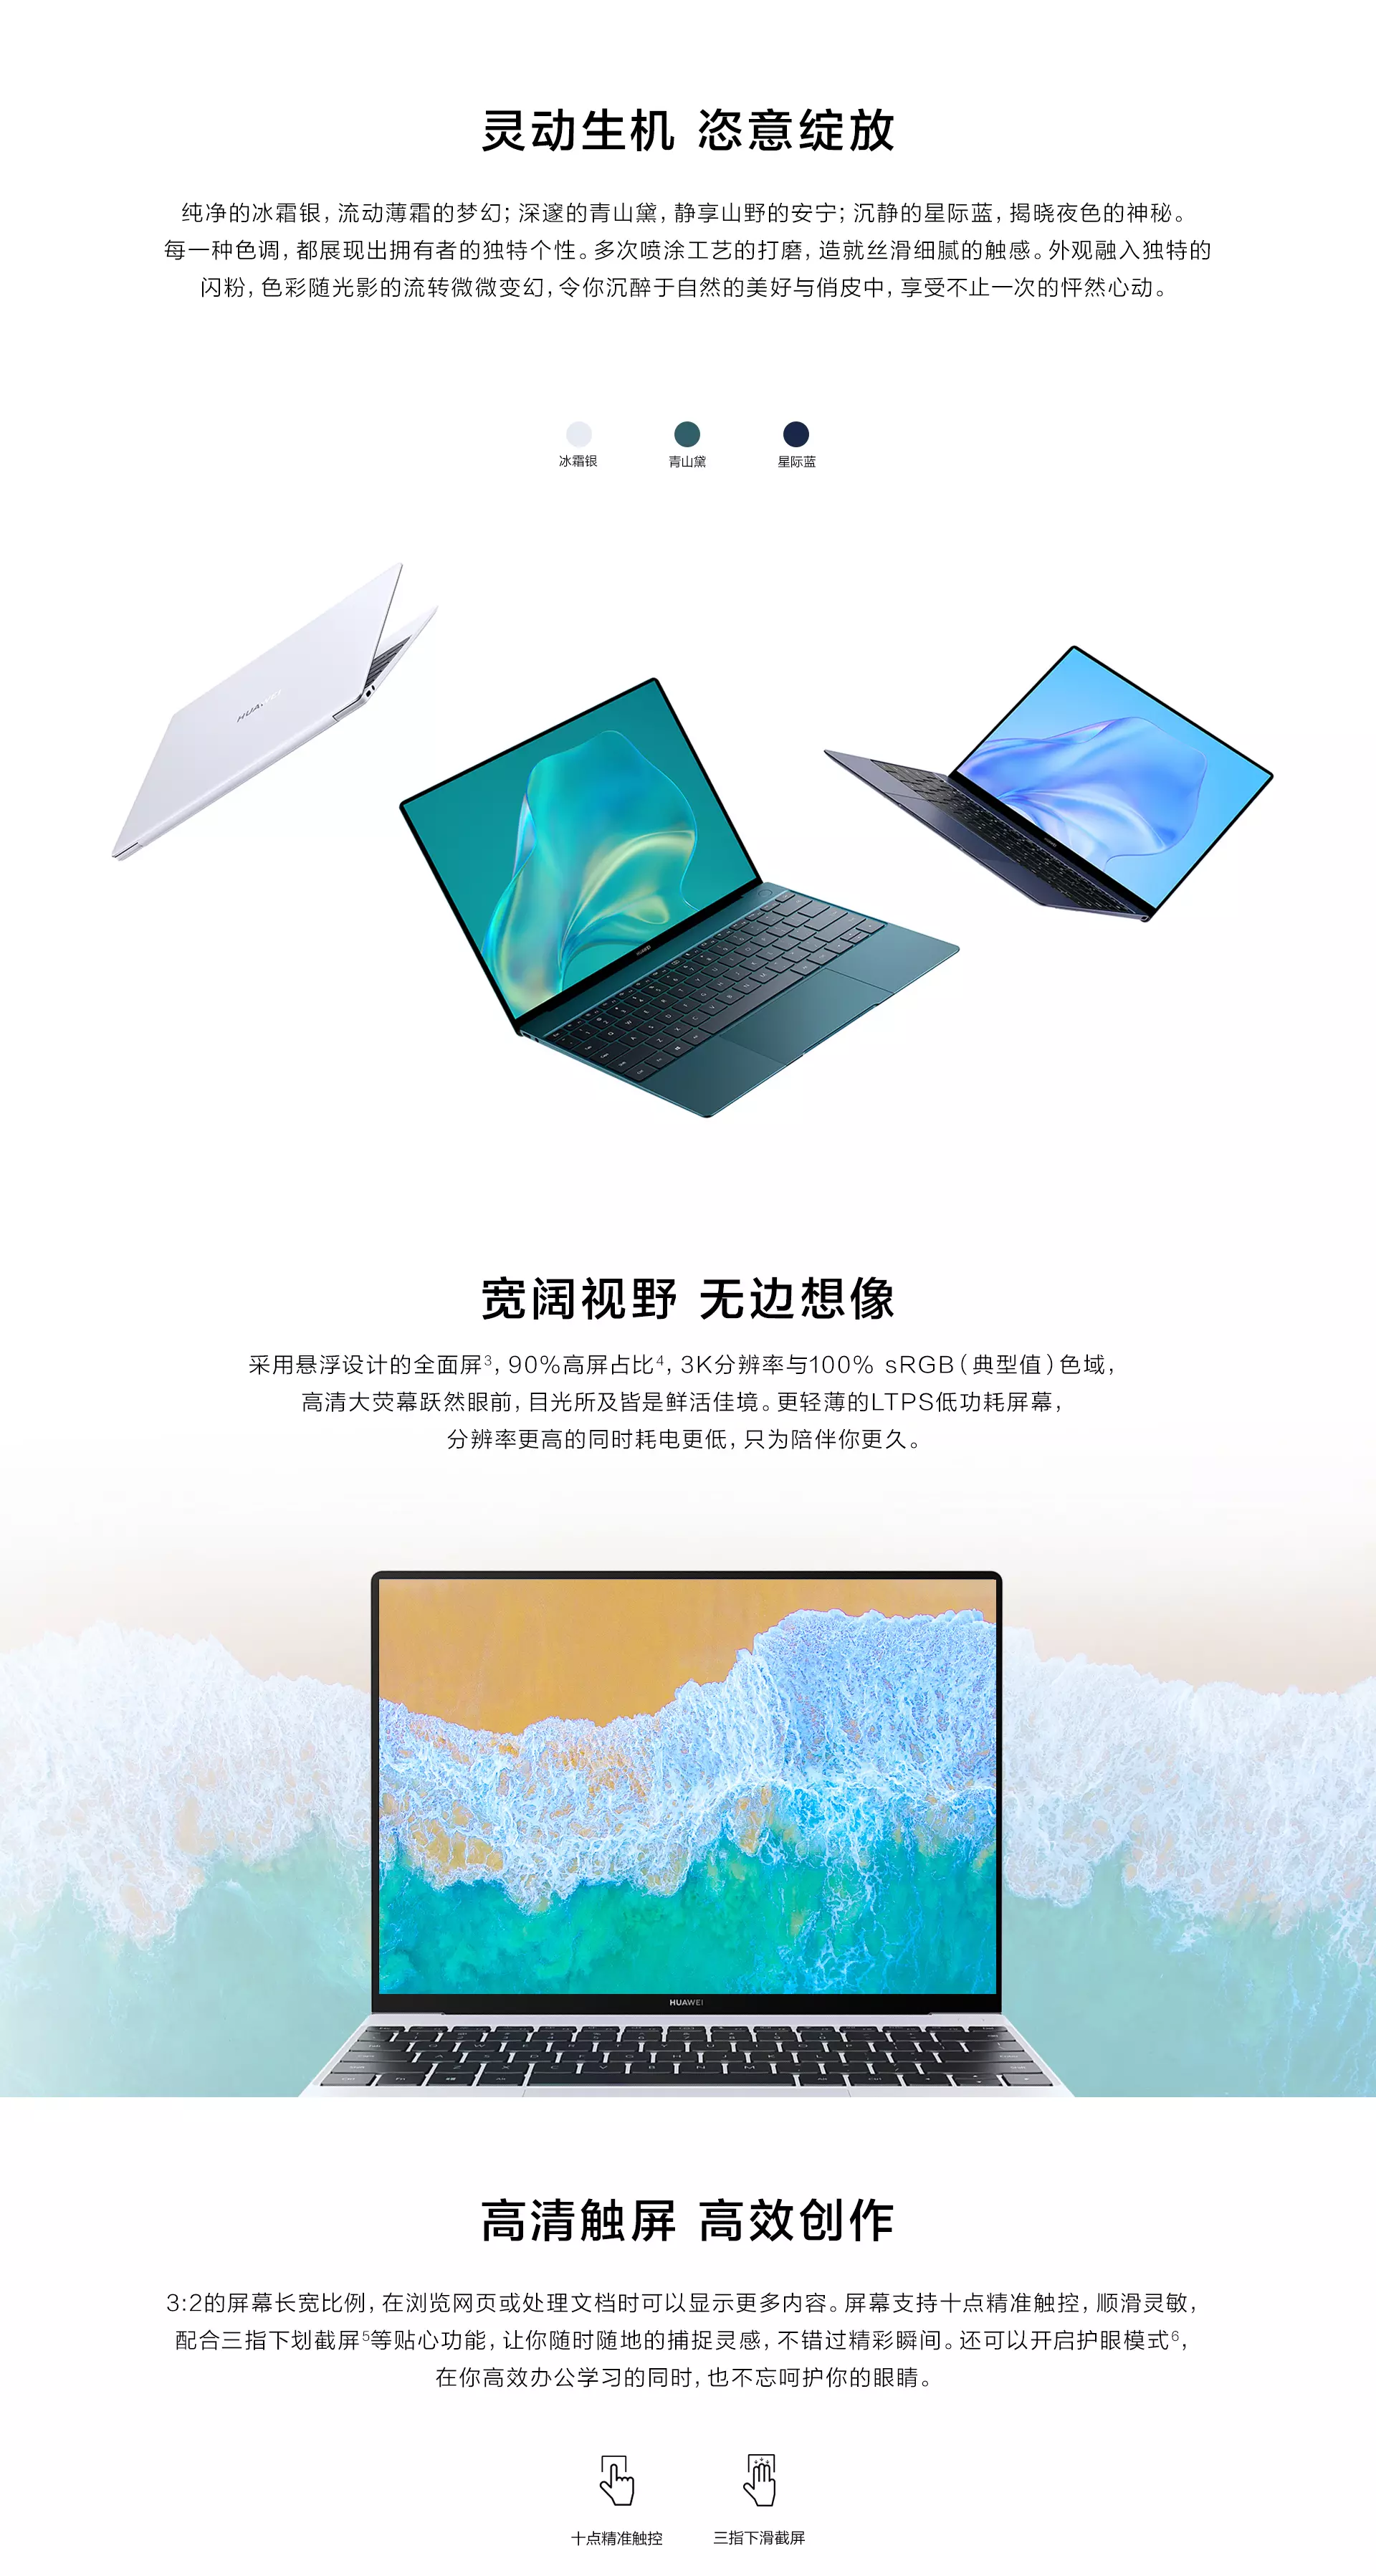 灵动生机 恣意绽放
纯净的冰霜银，流动薄霜的梦幻；深邃的青山黛，静享山野的安宁；沉静的星际蓝，揭晓夜色的神秘。
每一种色调，都展现出拥有者的独特个性。多次喷涂工艺的打磨，造就丝滑细腻的触感。外观融入独特的
闪粉，色彩随光影的流转微微变幻，令你沉醉于自然的美好与俏皮中，享受不止一次的怦然心动。
冰霜银
青山黛
星际蓝
HUAWEI
HUAWEI
宽阔视野 无边想像
采用悬浮设计的全面屏3，90%高屏占比4，3K分辨率与100% sRGB（典型值）色域，
高清大荧幕跃然眼前，目光所及皆是鲜活佳境。更轻薄的LTPS低功耗屏幕，
分辨率更高的同时耗电更低，只为陪伴你更久。
HUAWEI
高清触屏 高效创作
3:2的屏幕长宽比例，在浏览网页或处理文档时可以显示更多内容。屏幕支持十点精准触控，顺滑灵敏，
配合三指下划截屏5等贴心功能，让你随时随地的捕捉灵感，不错过精彩瞬间。还可以开启护眼模式6，
在你高效办公学习的同时，也不忘呵护你的眼睛。
十点精准触控
三指下滑截屏